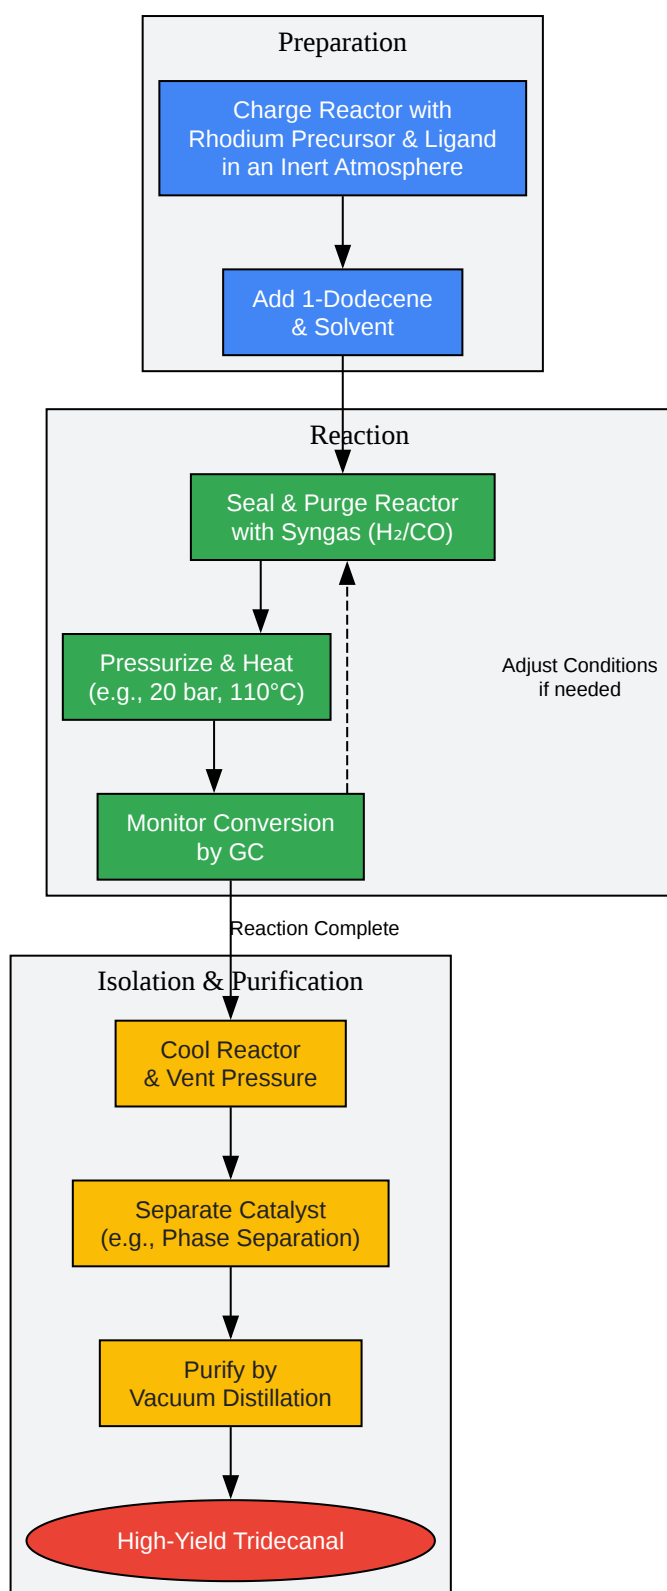 Preparation
Charge Reactor with
Rhodium Precursor & Ligand
in an Inert Atmosphere
Add 1-Dodecene
& Solvent
Reaction
Seal & Purge Reactor
with Syngas (H₂/CO)
Pressurize & Heat
(e.g., 20 bar, 110°C)
Adjust Conditions
if needed
Monitor Conversion
by GC
Reaction Complete
Isolation & Purification
Cool Reactor
& Vent Pressure
Separate Catalyst
(e.g., Phase Separation)
Purify by
Vacuum Distillation
High-Yield Tridecanal